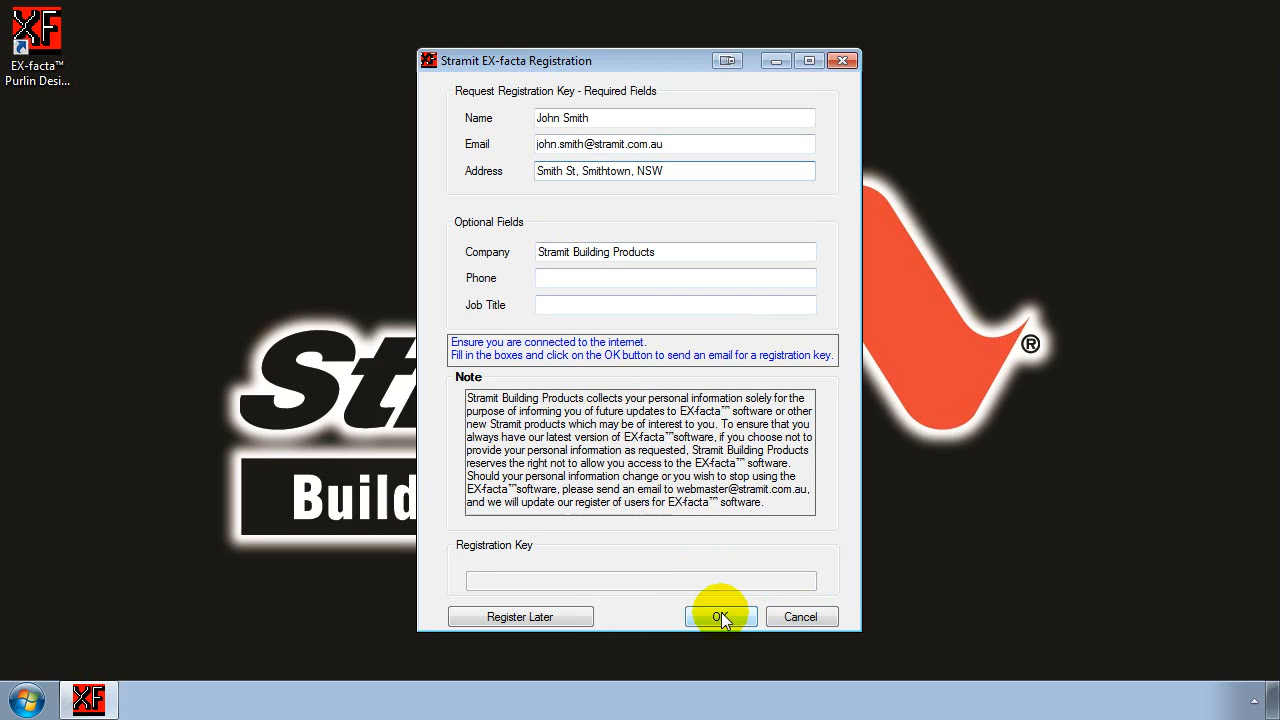 XF
EX-facta™
Purlin Desi...
Stramit EX-facta Registration
Request Registration Key - Required Fields
Name John Smith
Email john.smith@stramit.com.au
Address Smith St, Smithtown, NSW
Optional Fields
Company Stramit Building Products
Phone
Job Title
Ensure you are connected to the internet.
Fill in the boxes and click on the OK button to send an email for a registration key.
Note
Stramit Building Products collects your personal information solely for the
purpose of informing you of future updates to EX-facta™ software or other
new Stramit products which may be of interest to you. To ensure that you
always have our latest version of EX-facta™software, if you choose not to
provide your personal information as requested, Stramit Building Products
reserves the right not to allow you access to the EX-facta™ software.
Should your personal information change or you wish to stop using the
EX-facta™software, please send an email to webmaster@stramit.com.au,
and we will update our register of users for EX-facta™ software.
Registration Key
Register Later OK Cancel
Str
®
Build
XF